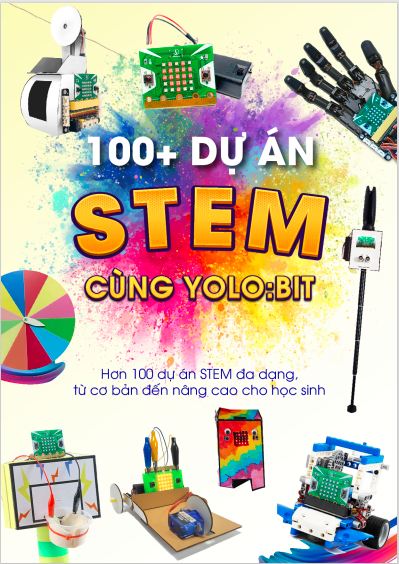 100+ DỰ ÁN
STEM
CÙNG YOLO:BIT
Hơn 100 dự án STEM đa dạng,
từ cơ bản đến nâng cao cho học sinh